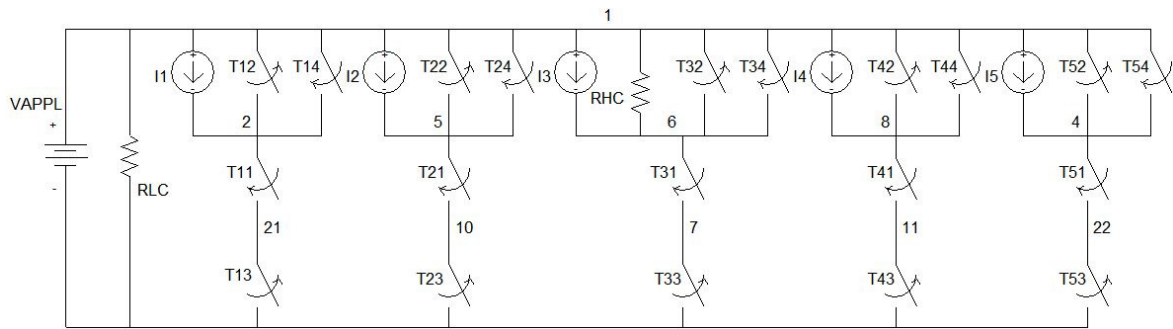 1
I1 T12 T14 I2 T22 T24 I3 T32 T34 I4 T42 T44 I5 T52 T54
VAPPL
+
-
RHC
2 5 6 8 4
RLC
T11 T21 T31 T41 T51
21 10 7 11 22
T13 T23 T33 T43 T53